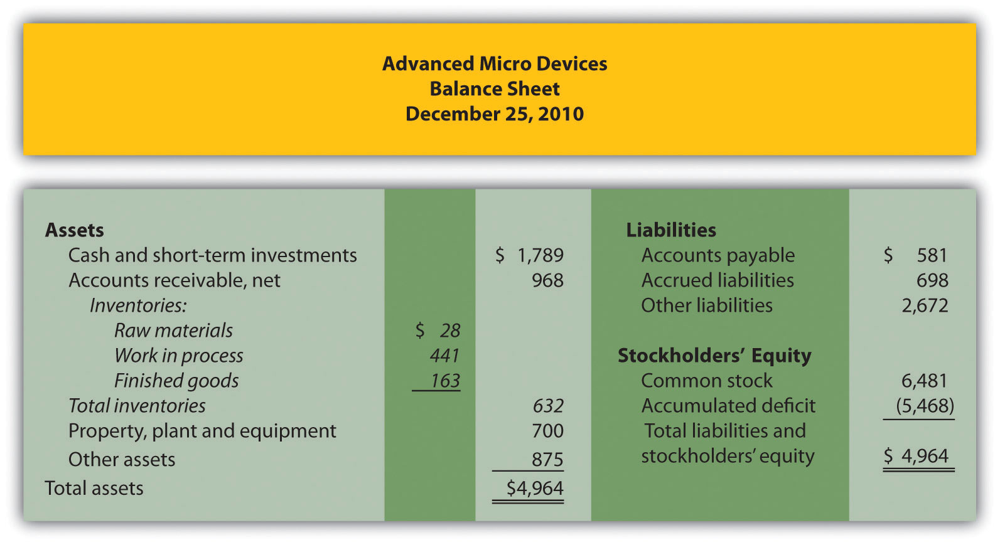 Advanced Micro Devices
Balance Sheet
December 25, 2010
Assets
Cash and short-term investments $ 1,789
Accounts receivable, net 968
Inventories:
Raw materials $ 28
Work in process 441
Finished goods 163
Total inventories 632
Property, plant and equipment 700
Other assets 875
Total assets $4,964
Liabilities
Accounts payable $ 581
Accrued liabilities 698
Other liabilities 2,672
Stockholders’ Equity
Common stock 6,481
Accumulated deficit (5,468)
Total liabilities and
stockholders’ equity $ 4,964